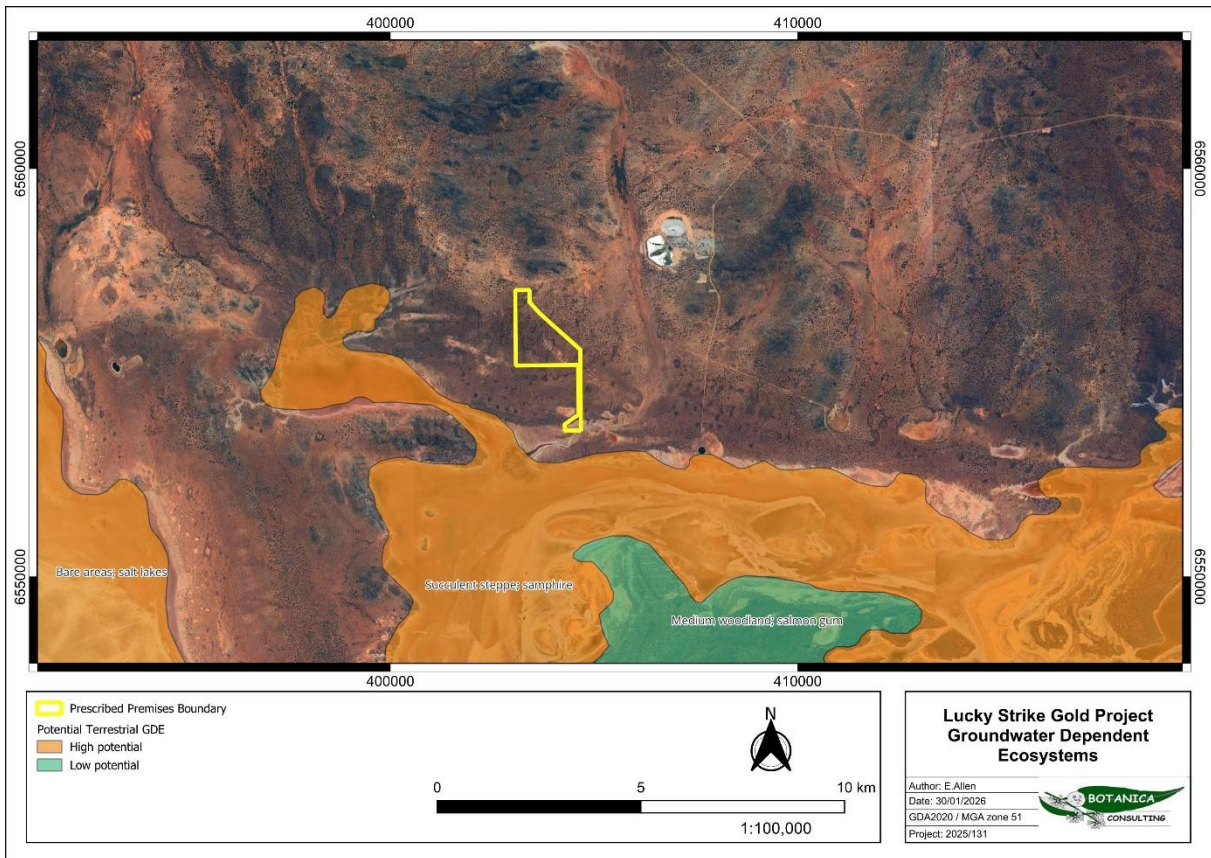 400000
410000
6560000
6560000
6550000
6550000
Bare areas; salt lakes
Succulent steppe; samphire
Medium woodland; salmon gum
400000
410000
Prescribed Premises Boundary
Potential Terrestrial GDE
High potential
Low potential
N
0
5
10 km
1:100,000
Lucky Strike Gold Project
Groundwater Dependent
Ecosystems
Author: E.Allen
Date: 30/01/2026
GDA2020 / MGA zone 51
Project: 2025/131
BOTANICA
CONSULTING